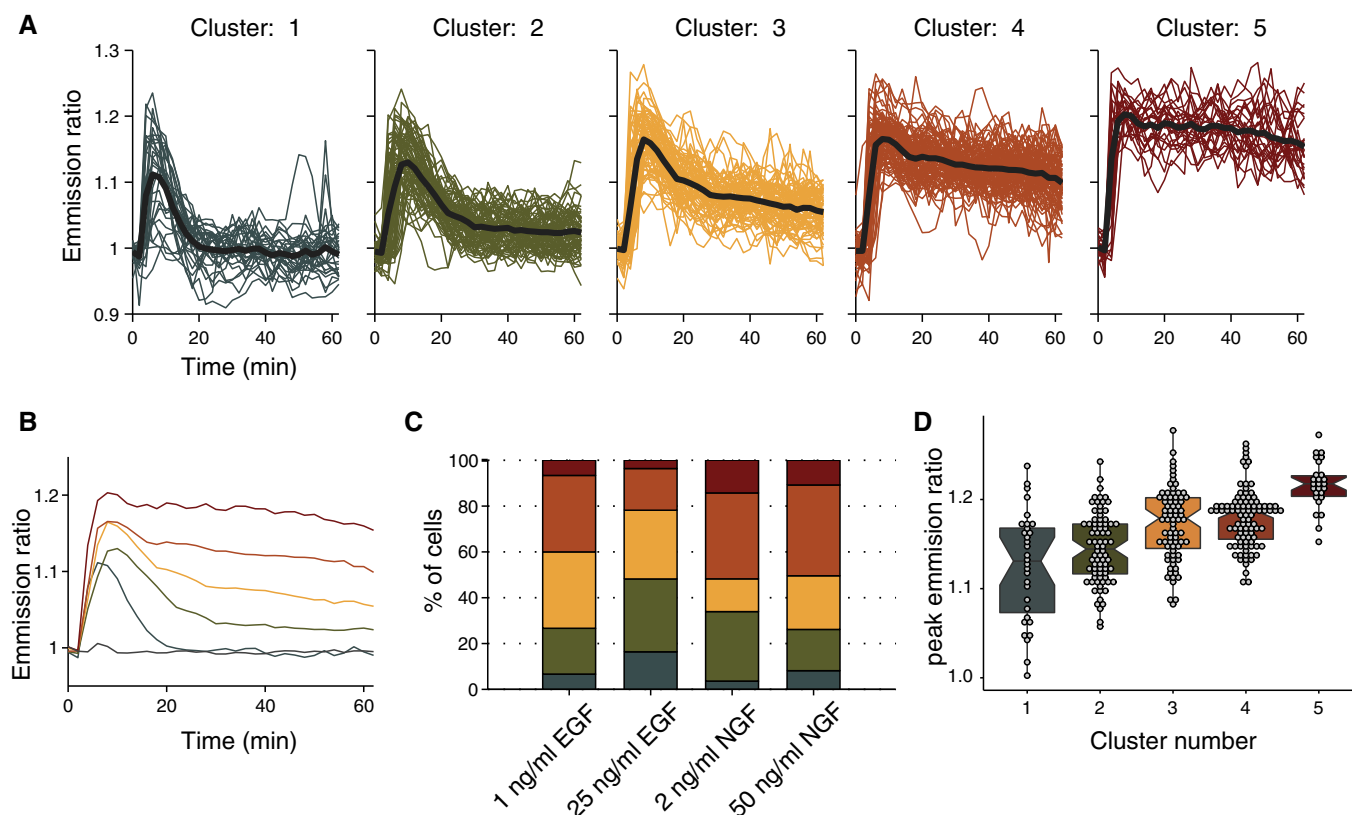 A
Cluster: 1
Cluster: 2
Cluster: 3
Cluster: 4
Cluster: 5
Emmission ratio
1.3
1.2
1.1
1
0.9
0 20 40 60
0 20 40 60
0 20 40 60
0 20 40 60
0 20 40 60
Time (min)
B
Emmission ratio
1.2
1.1
1
0 20 40 60
Time (min)
C
% of cells
100
80
60
40
20
0
1 ng/ml EGF
25 ng/ml EGF
2 ng/ml NGF
50 ng/ml NGF
D
peak emmision ratio
1.2
1.1
1.0
1 2 3 4 5
Cluster number